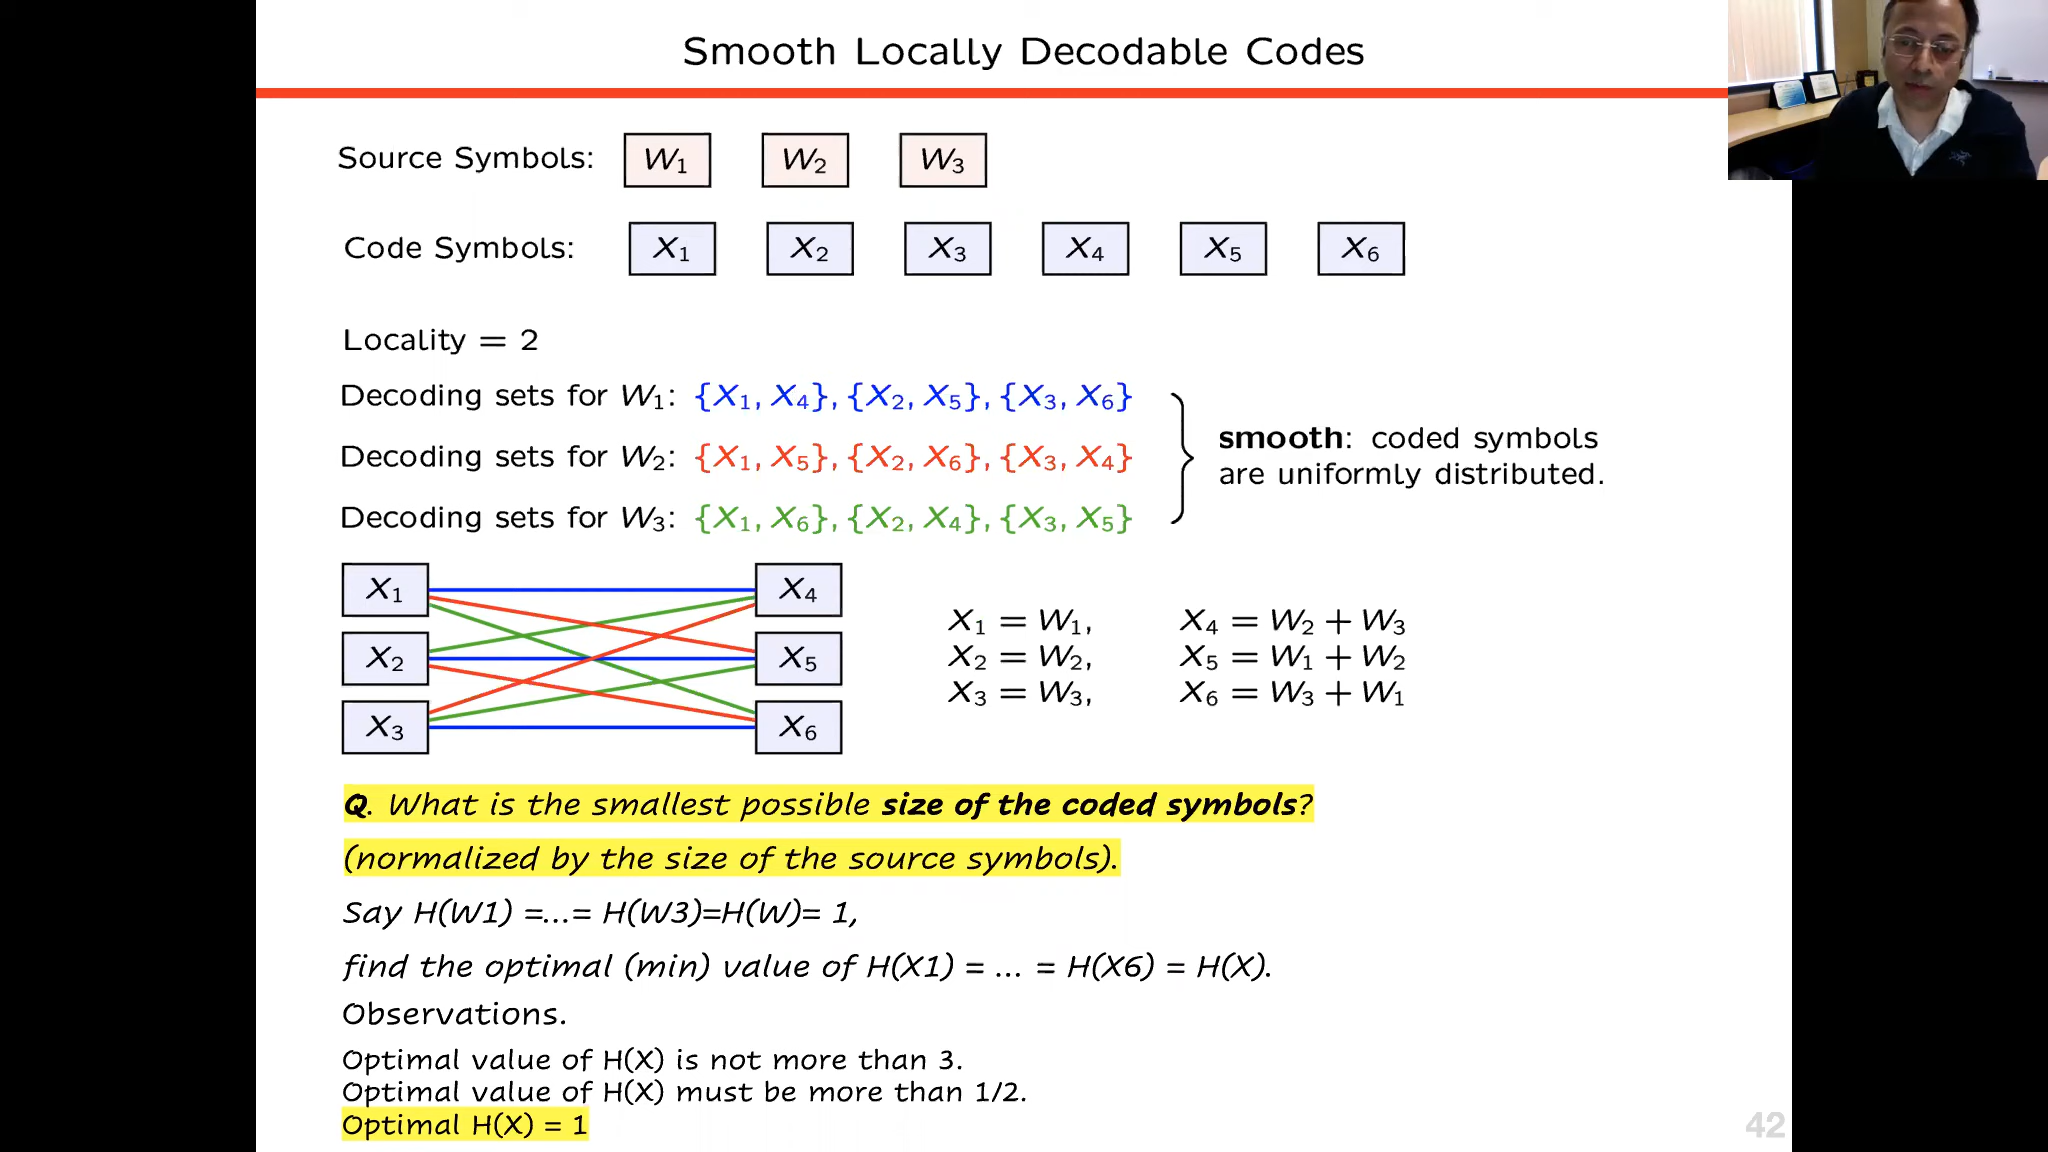 Smooth Locally Decodable Codes
Source Symbols: W₁ W₂ W₃
Code Symbols: X₁ X₂ X₃ X₄ X₅ X₆
Locality = 2
Decoding sets for W₁: {X₁, X₄}, {X₂, X₅}, {X₃, X₆}
Decoding sets for W₂: {X₁, X₅}, {X₂, X₆}, {X₃, X₄}
Decoding sets for W₃: {X₁, X₆}, {X₂, X₄}, {X₃, X₅}
smooth: coded symbols
are uniformly distributed.
X₁ X₄
X₂ X₅
X₃ X₆
X₁ = W₁, X₄ = W₂ + W₃
X₂ = W₂, X₅ = W₁ + W₂
X₃ = W₃, X₆ = W₃ + W₁
Q. What is the smallest possible size of the coded symbols?
(normalized by the size of the source symbols).
Say H(W1) =...= H(W3)=H(W)= 1,
find the optimal (min) value of H(X1) = ... = H(X6) = H(X).
Observations.
Optimal value of H(X) is not more than 3.
Optimal value of H(X) must be more than 1/2.
Optimal H(X) = 1
42